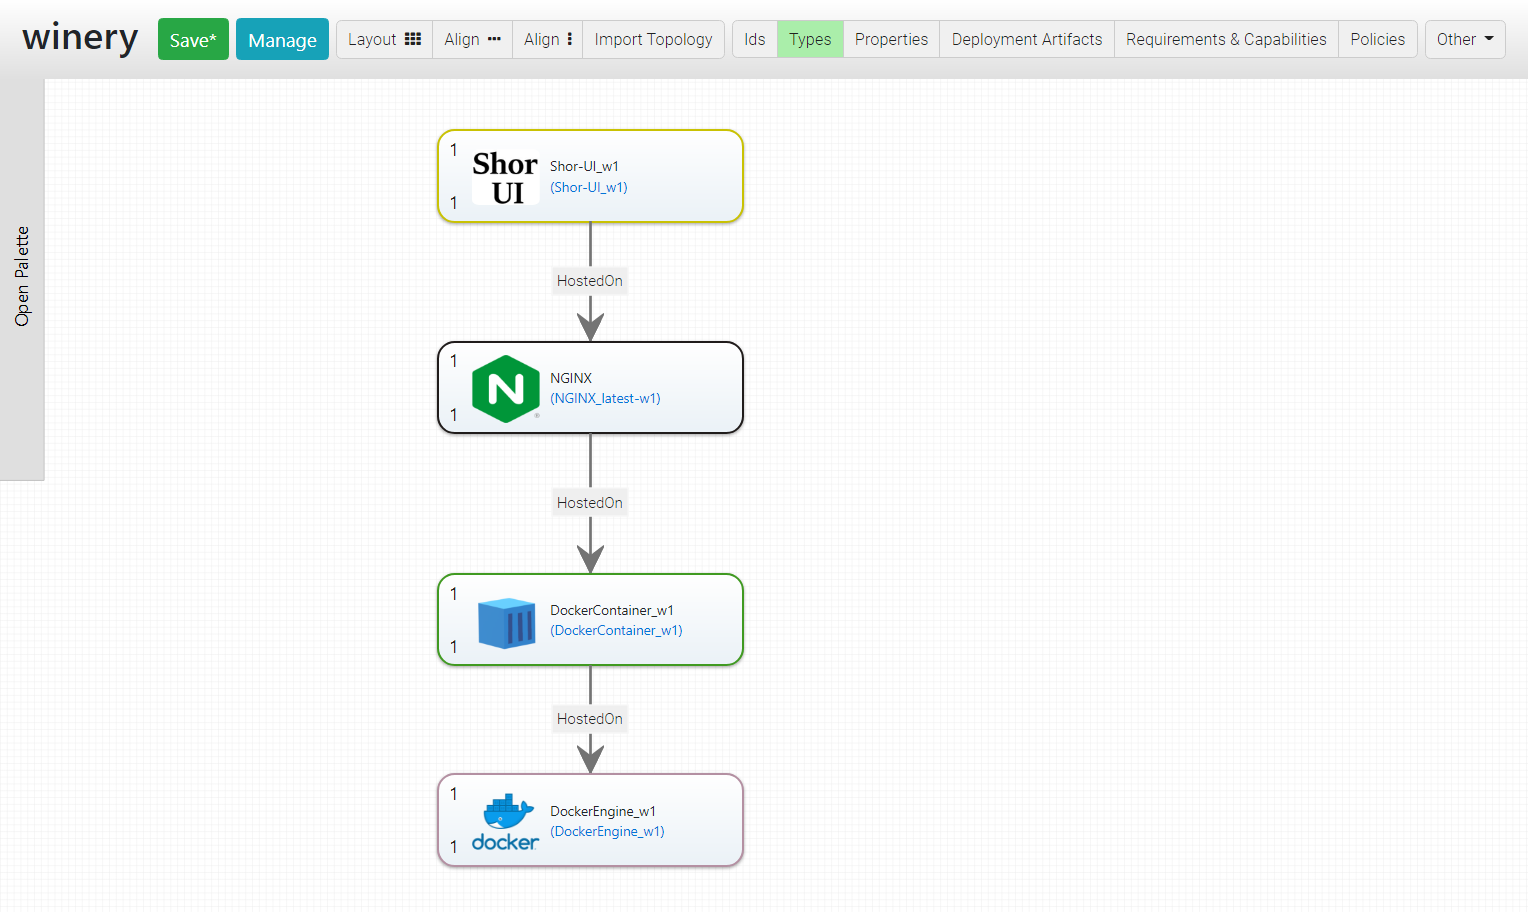 winery Save* Manage Layout Align Align Import Topology Ids Types Properties Deployment Artifacts Requirements & Capabilities Policies Other
Open Palette
1
Shor
UI
Shor-UI_w1
(Shor-UI_w1)
1
HostedOn
1
N
NGINX
(NGINX_latest-w1)
1
HostedOn
1
DockerContainer_w1
(DockerContainer_w1)
1
HostedOn
1
docker
DockerEngine_w1
(DockerEngine_w1)
1